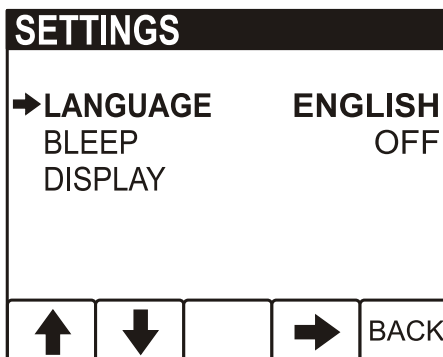 SETTINGS
LANGUAGE ENGLISH
BLEEP OFF
DISPLAY
BACK